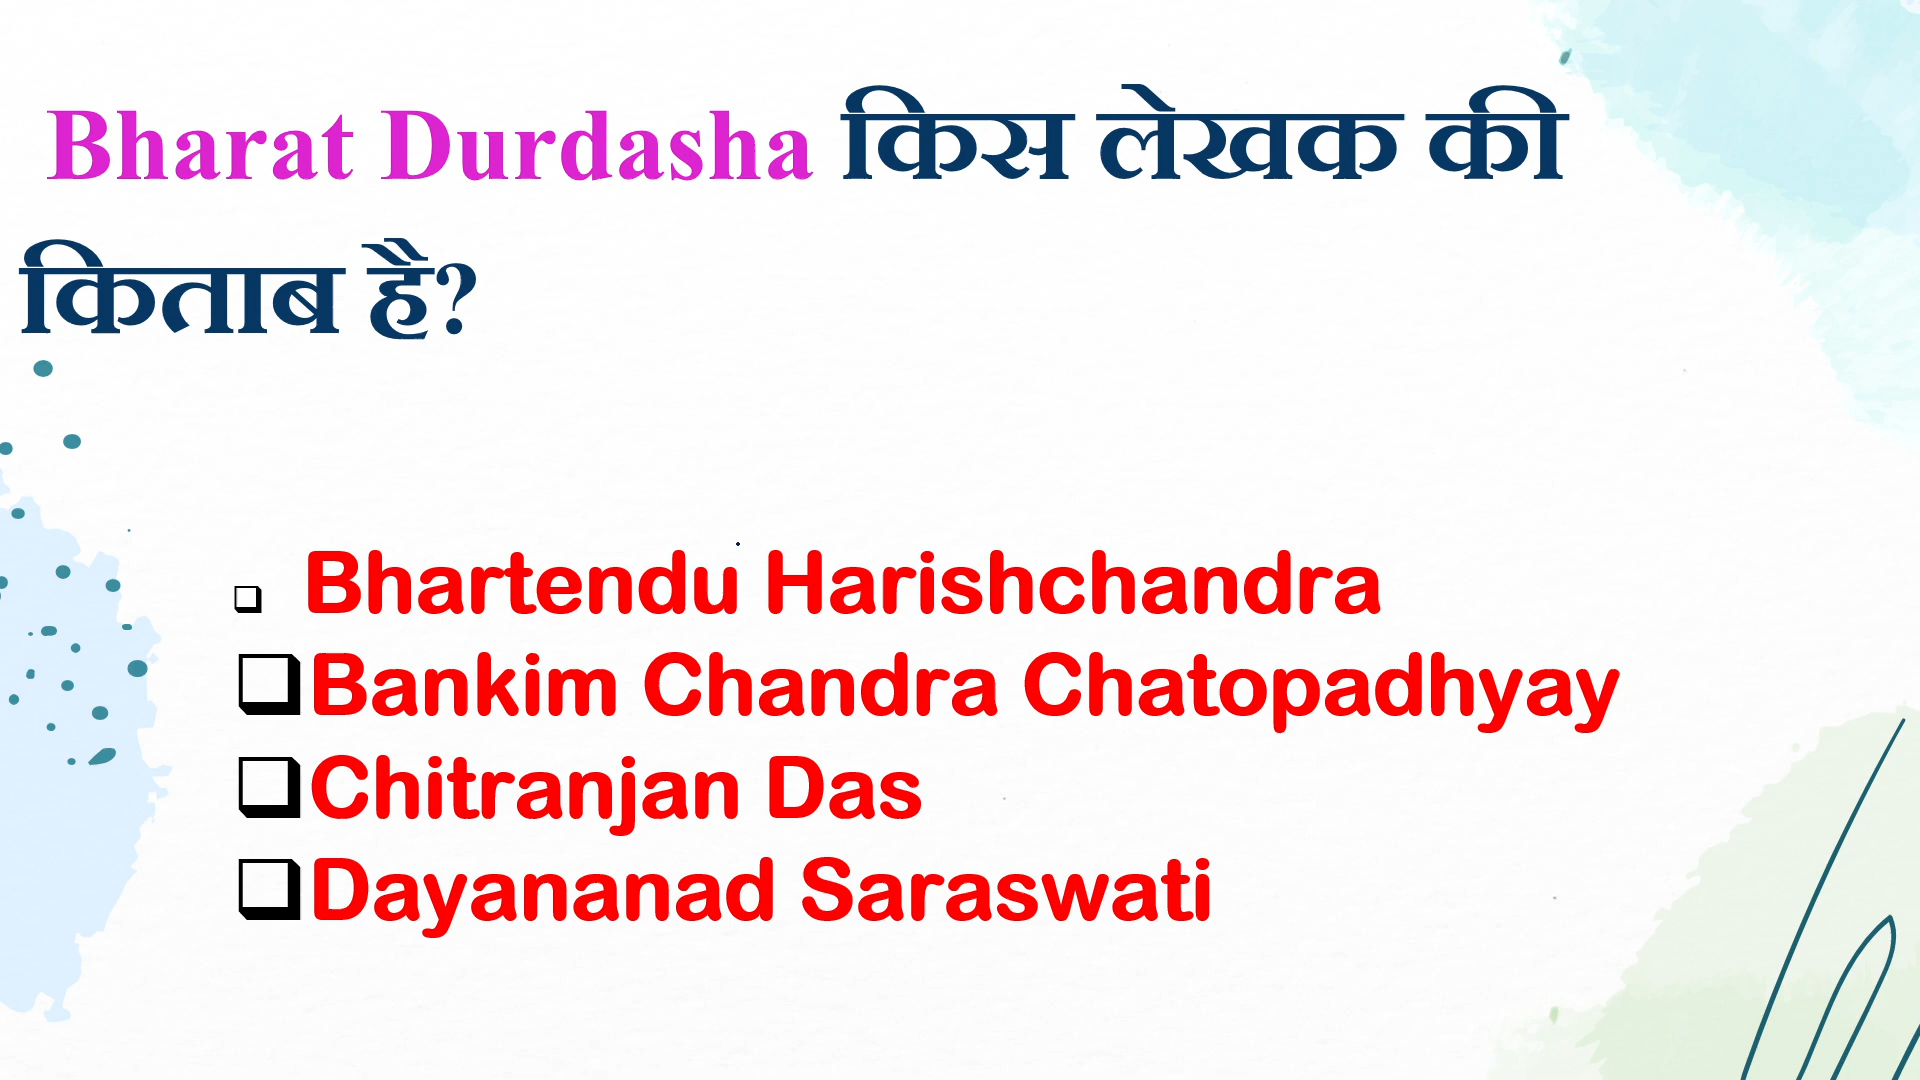 Bharat Durdasha किस लेखक की
किताब है?
Bhartendu Harishchandra
Bankim Chandra Chatopadhyay
Chitranjan Das
Dayananad Saraswati